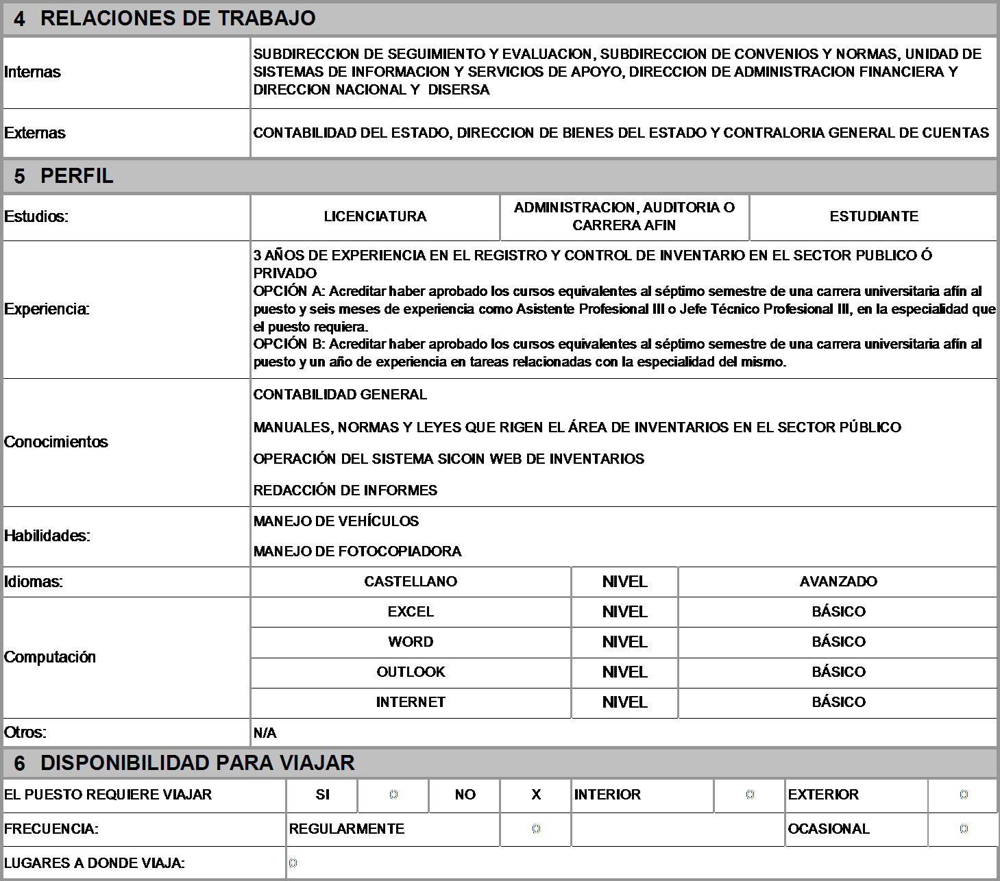 4 RELACIONES DE TRABAJO
Internas
SUBDIRECCION DE SEGUIMIENTO Y EVALUACION, SUBDIRECCION DE CONVENIOS Y NORMAS, UNIDAD DE
SISTEMAS DE INFORMACION Y SERVICIOS DE APOYO, DIRECCION DE ADMINISTRACION FINANCIERA Y
DIRECCION NACIONAL Y DISERSA
Externas
CONTABILIDAD DEL ESTADO, DIRECCION DE BIENES DEL ESTADO Y CONTRALORIA GENERAL DE CUENTAS
5 PERFIL
Estudios:
LICENCIATURA
ADMINISTRACION, AUDITORIA O
CARRERA AFIN
ESTUDIANTE
Experiencia:
3 AÑOS DE EXPERIENCIA EN EL REGISTRO Y CONTROL DE INVENTARIO EN EL SECTOR PUBLICO Ó
PRIVADO
OPCIÓN A: Acreditar haber aprobado los cursos equivalentes al séptimo semestre de una carrera universitaria afín al
puesto y seis meses de experiencia como Asistente Profesional III o Jefe Técnico Profesional III, en la especialidad que
el puesto requiera.
OPCIÓN B: Acreditar haber aprobado los cursos equivalentes al séptimo semestre de una carrera universitaria afín al
puesto y un año de experiencia en tareas relacionadas con la especialidad del mismo.
Conocimientos
CONTABILIDAD GENERAL
MANUALES, NORMAS Y LEYES QUE RIGEN EL ÁREA DE INVENTARIOS EN EL SECTOR PÚBLICO
OPERACIÓN DEL SISTEMA SICOIN WEB DE INVENTARIOS
REDACCIÓN DE INFORMES
Habilidades:
MANEJO DE VEHÍCULOS
MANEJO DE FOTOCOPIADORA
Idiomas:
CASTELLANO NIVEL AVANZADO
Computación
EXCEL NIVEL BÁSICO
WORD NIVEL BÁSICO
OUTLOOK NIVEL BÁSICO
INTERNET NIVEL BÁSICO
Otros:
N/A
6 DISPONIBILIDAD PARA VIAJAR
EL PUESTO REQUIERE VIAJAR SI 0 NO X INTERIOR 0 EXTERIOR 0
FRECUENCIA: REGULARMENTE 0 OCASIONAL 0
LUGARES A DONDE VIAJA: 0